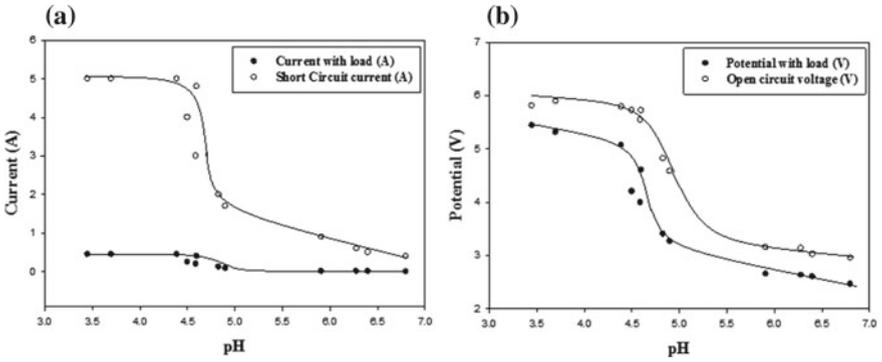 (a)
(b)
Current with load (A)
Short Circuit current (A)
6
5
4
3
2
1
0
Current (A)
3.0 3.5 4.0 4.5 5.0 5.5 6.0 6.5 7.0
pH
Potential with load (V)
Open circuit voltage (V)
7
6
5
4
3
2
Potential (V)
3.0 3.5 4.0 4.5 5.0 5.5 6.0 6.5 7.0
pH